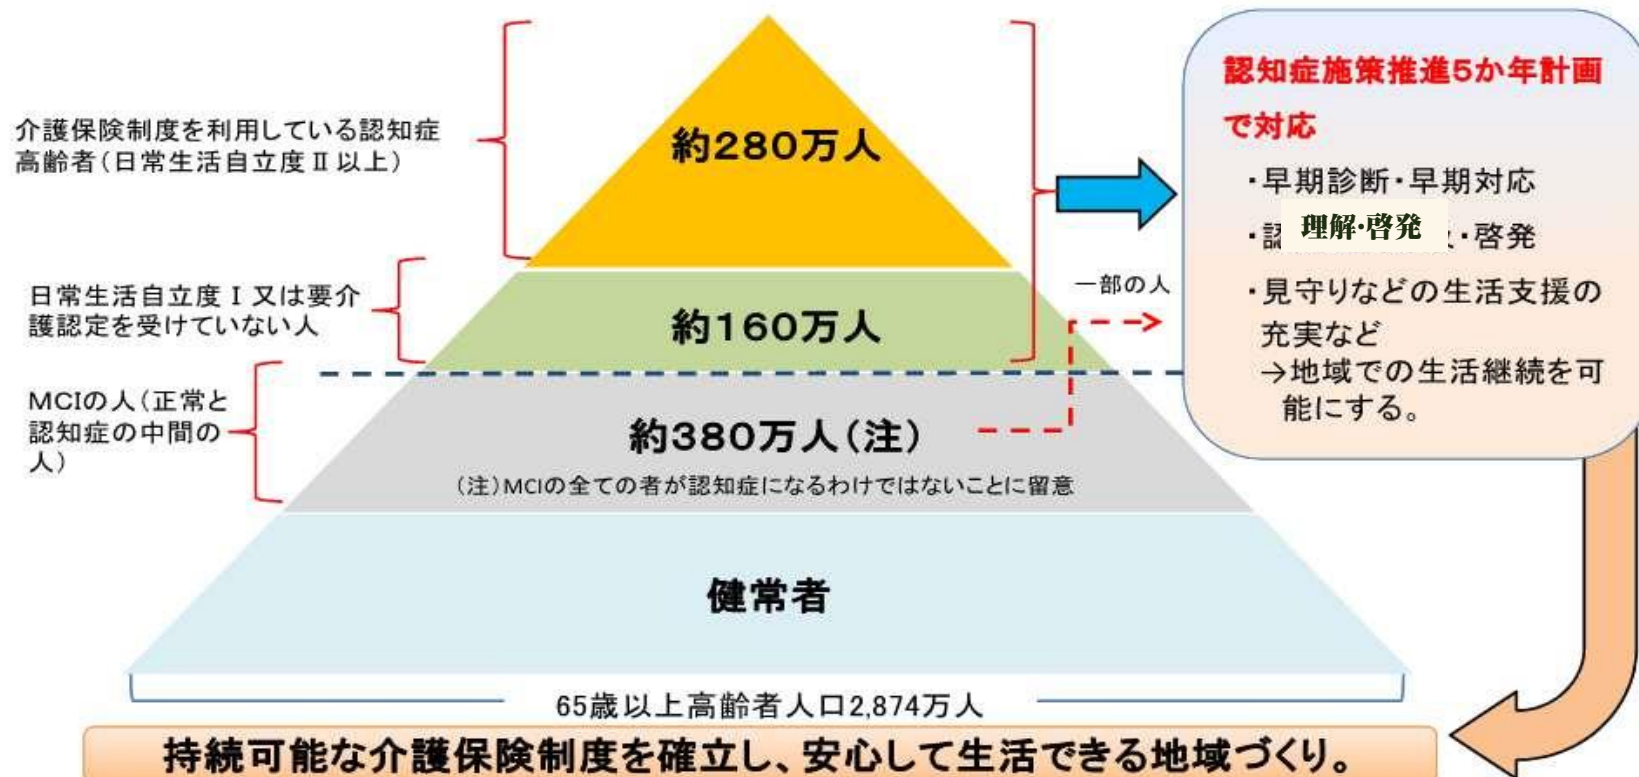 介護保険制度を利用している認知症
高齢者(日常生活自立度Ⅱ以上)
約280万人
日常生活自立度Ⅰ又は要介
護認定を受けていない人
約160万人
MCIの人(正常と
認知症の中間の
人)
約380万人(注)
(注)MCIの全ての者が認知症になるわけではないことに留意
健常者
65歳以上高齢者人口2,874万人
一部の人
認知症施策推進5か年計画
で対応
・早期診断・早期対応
・認 理解・啓発 ・啓発
・見守りなどの生活支援の
充実など
→地域での生活継続を可
能にする。
持続可能な介護保険制度を確立し、安心して生活できる地域づくり。